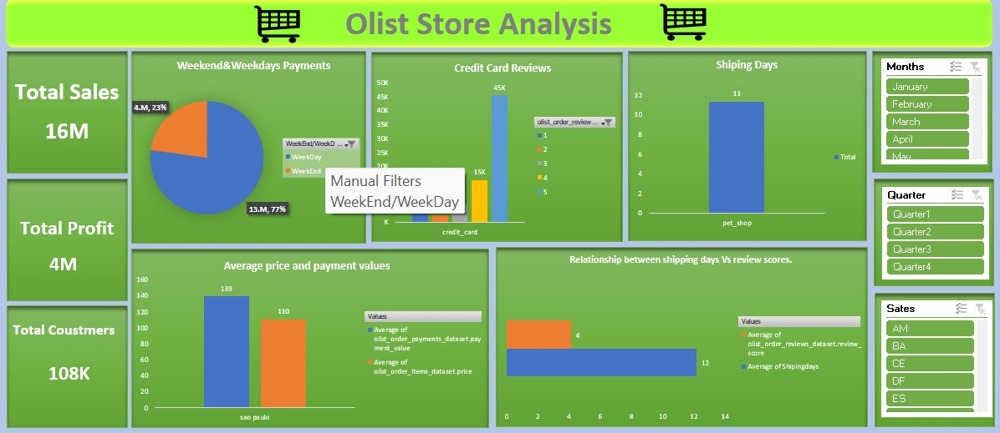 Olist Store Analysis
Total Sales
16M
Total Profit
4M
Total Coustmers
108K
Weekend&Weekdays Payments
4.M, 23%
13.M, 77%
WeekEnd/WeekD ...
WeekDay
WeekEnd
Manual Filters
WeekEnd/WeekDay
Credit Card Reviews
50K
45K
40K
35K
30K
25K
20K
K
15K
45K
credit_card
olist_order_review...
1
2
3
4
5
Shiping Days
12
10
8
6
4
2
0
11
pet_shop
Total
Average price and payment values
160
140
120
100
80
60
40
20
0
139
110
sao paulo
Values
Average of
olist_order_payments_dataset.pay
ment_value
Average of
olist_order_items_dataset.price
Relationship between shipping days Vs review scores.
4
12
0 2 4 6 8 10 12 14
Values
Average of
olist_order_reviews_dataset.review_
score
Average of Shipingdays
Months
January
February
March
April
May
Quarter
Quarter1
Quarter2
Quarter3
Quarter4
Sales
AM
BA
CE
DF
ES